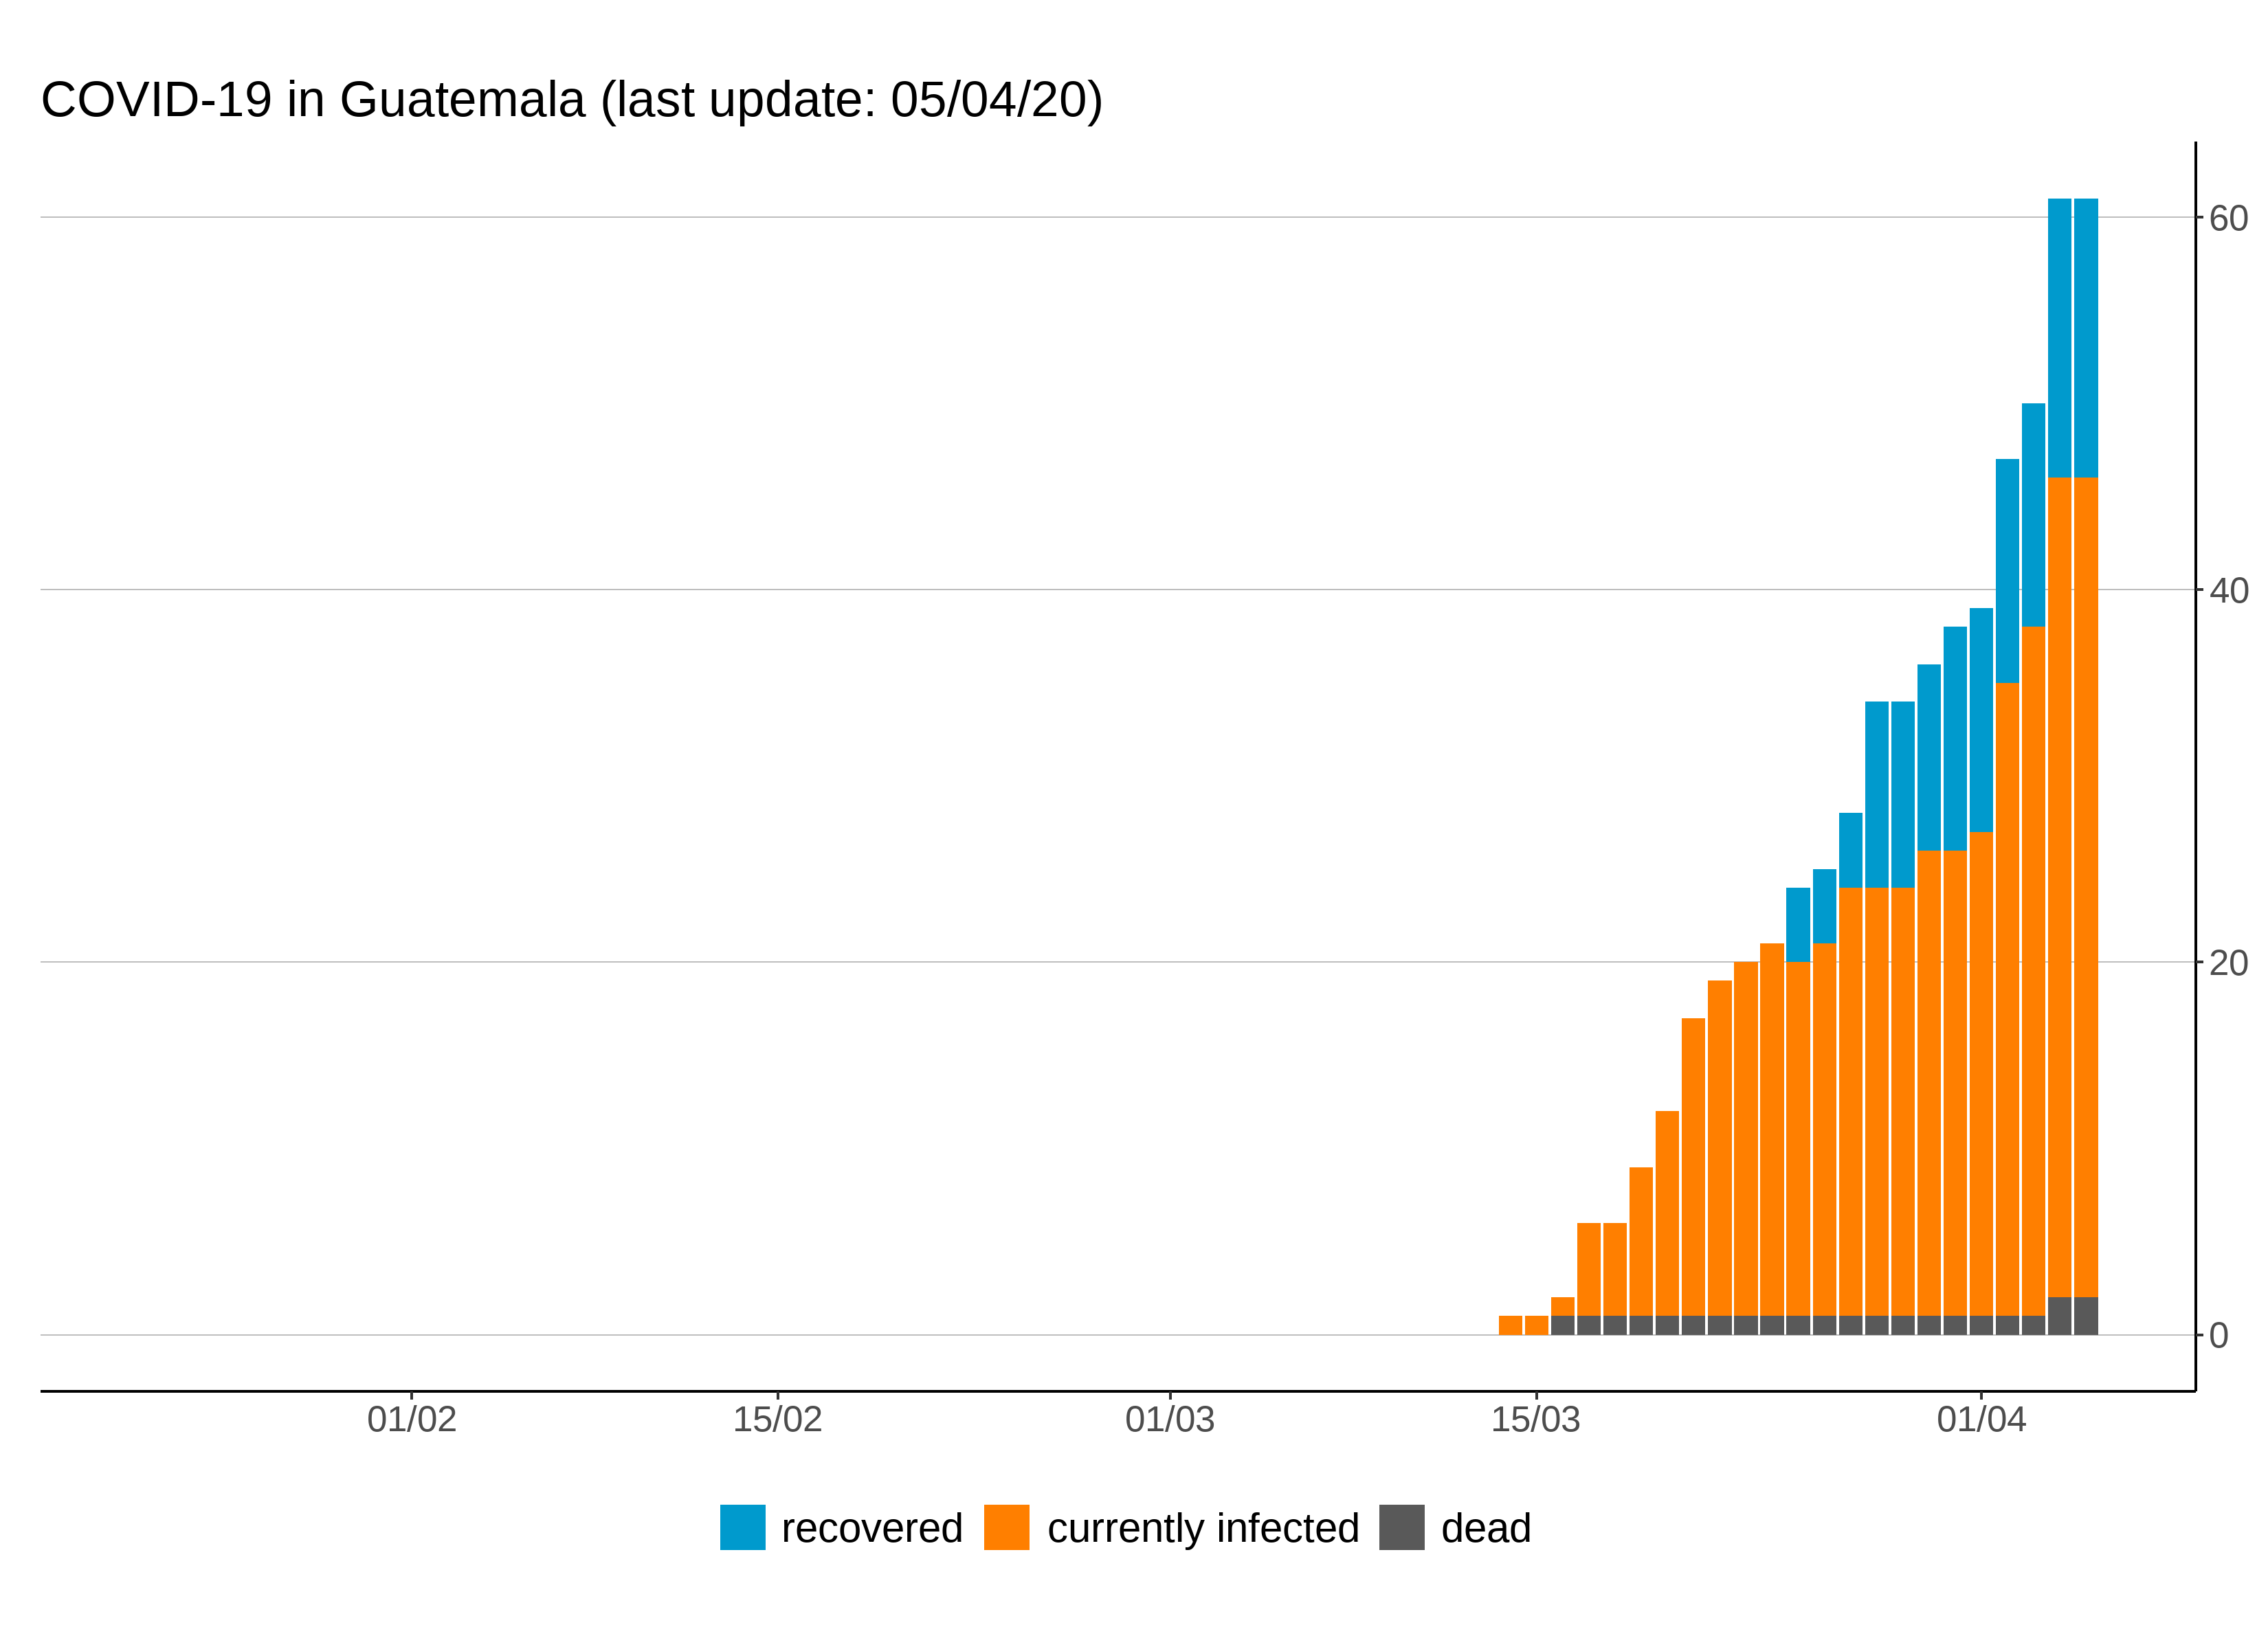 COVID-19 in Guatemala (last update: 05/04/20)
60
40
20
0
01/02 15/02 01/03 15/03 01/04
recovered currently infected dead